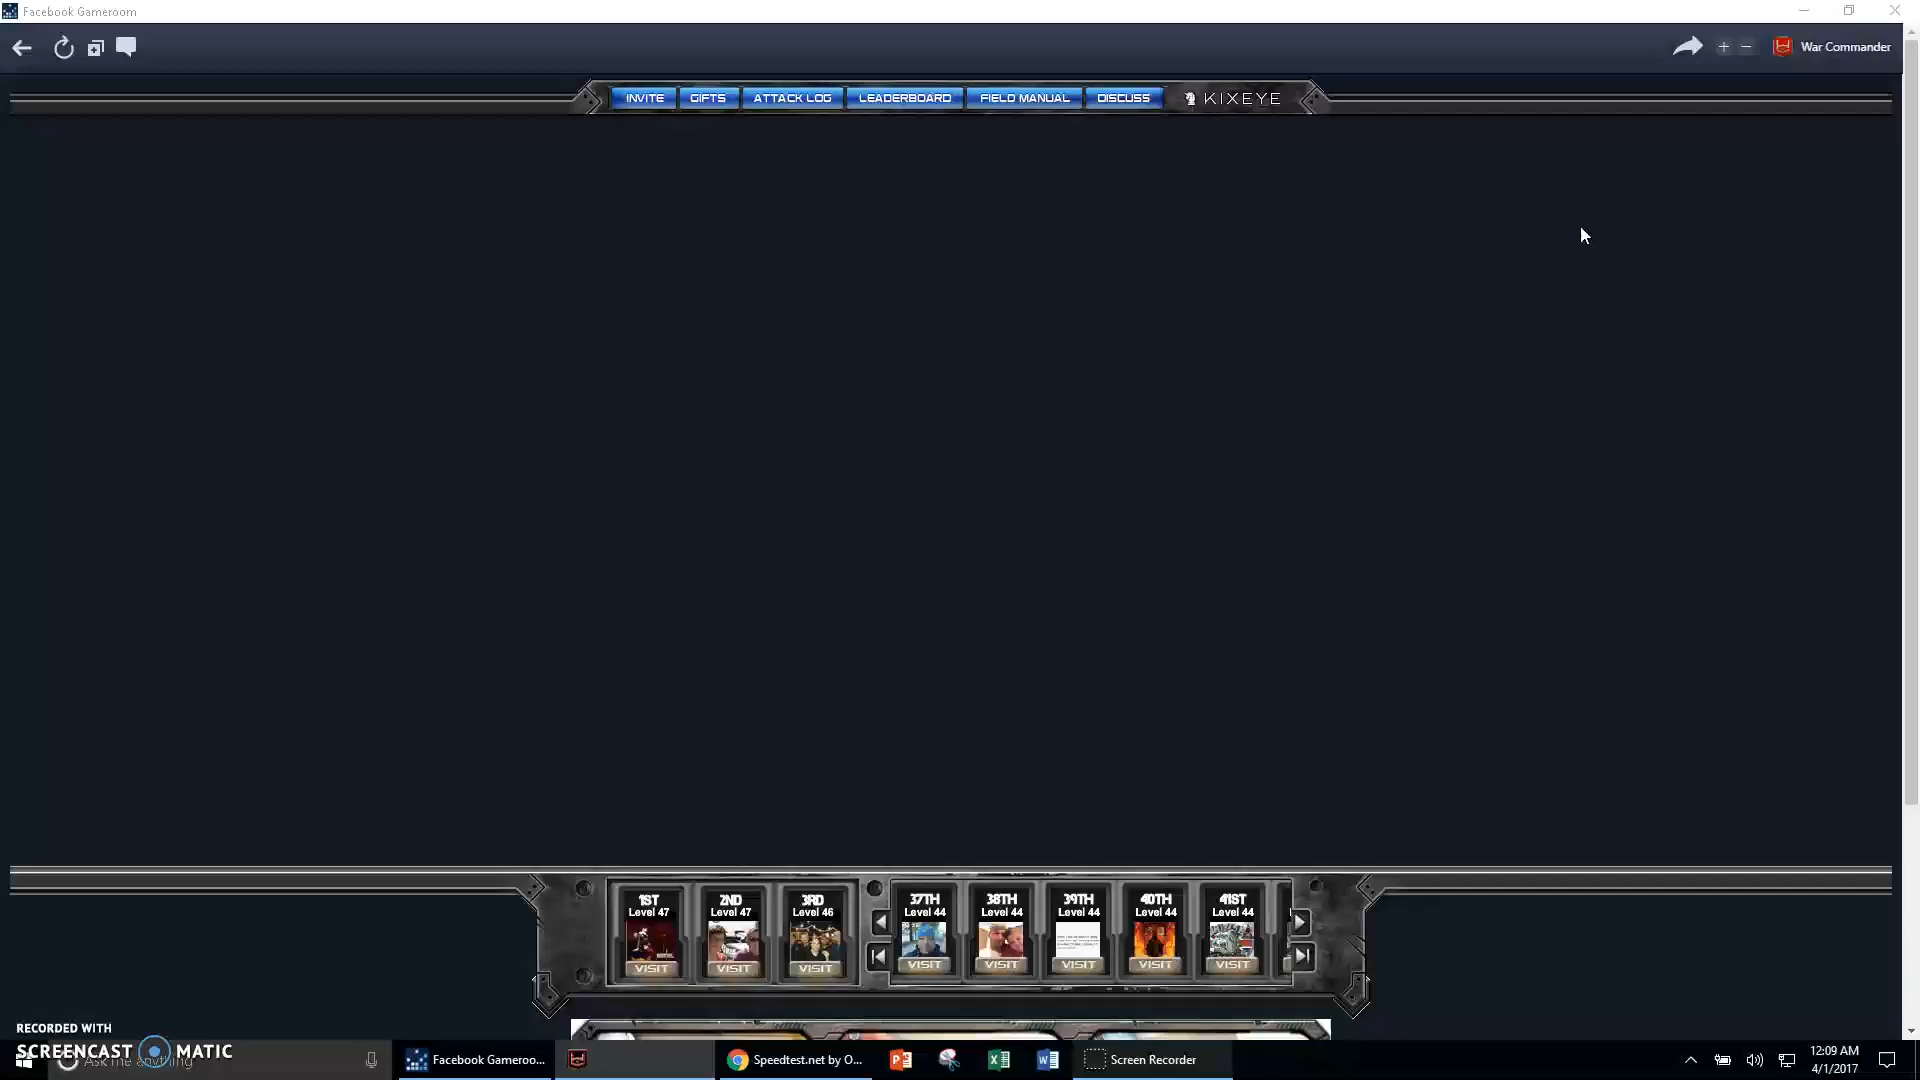 Facebook Gameroom
War Commander
INVITE GIFTS ATTACK LOG LEADERBOARD FIELD MANUAL DISCUSS KIXEYE
1ST 2ND 3RD 37TH 38TH 39TH 40TH 41ST
Level 47 Level 47 Level 46 Level 44 Level 44 Level 44 Level 44 Level 44
VISIT VISIT VISIT VISIT VISIT VISIT VISIT VISIT
RECORDED WITH
SCREENCAST MATIC
Ask me anything
Facebook Gameroo...
Speedtest.net by O...
Screen Recorder
12:09 AM
4/1/2017